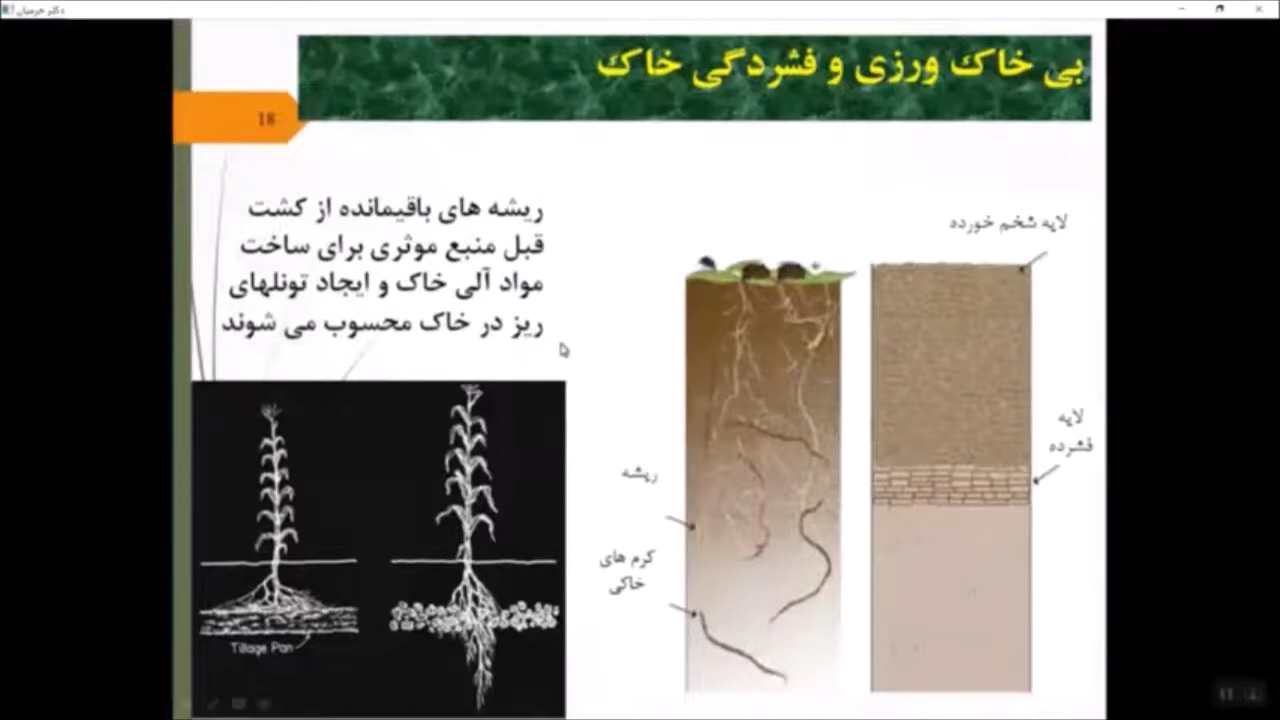 دکتر خرمیان
بی خاک ورزی و فشردگی خاک
18
ریشه های باقیمانده از کشت
قبل منبع موثری برای ساخت
مواد آلی خاک و ایجاد تونلهای
ریز در خاک محسوب می شوند
لایه شخم خورده
لایه
فشرده
ریشه
کرم های
خاکی
Tillage Pan